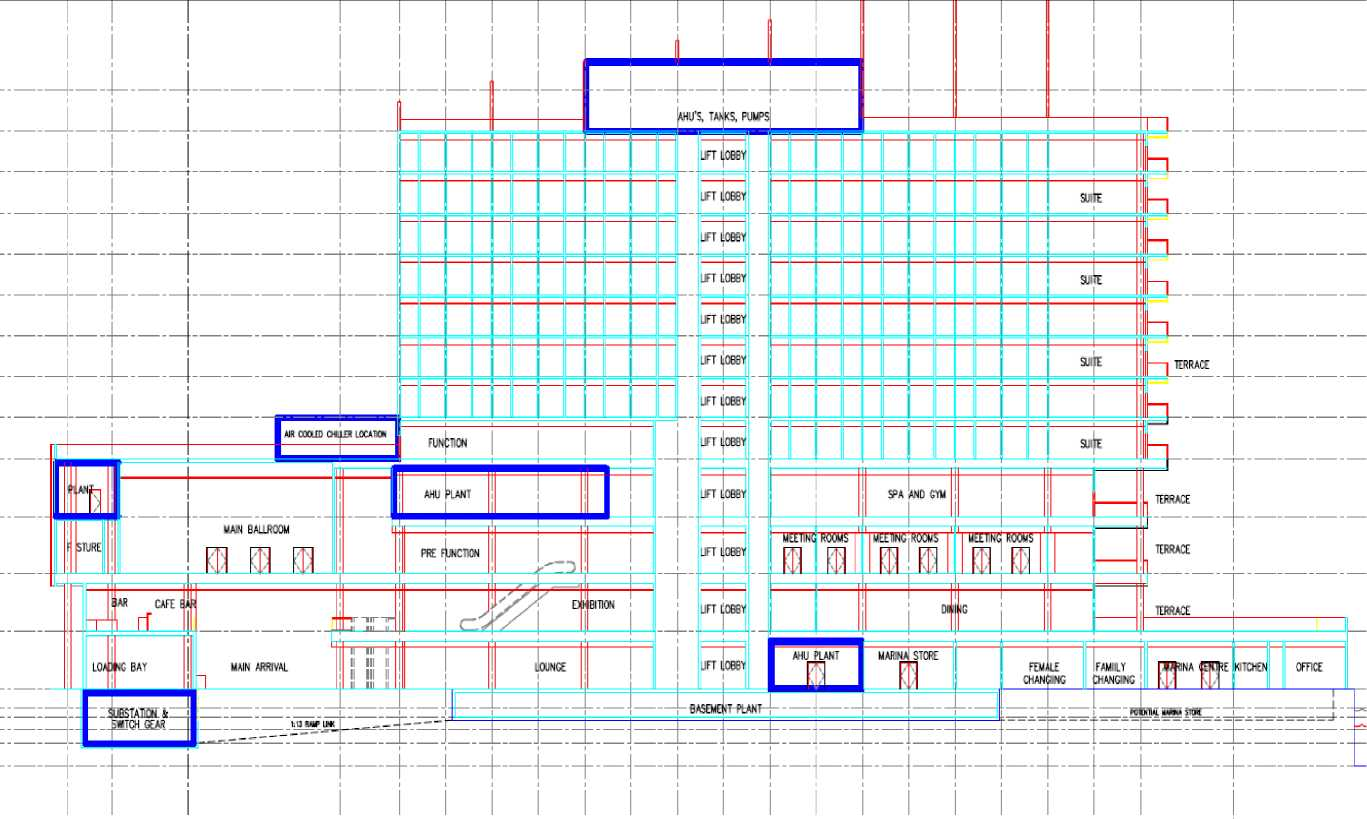 AHU'S, TANKS, PUMPS
LIFT LOBBY
LIFT LOBBY
SUITE
LIFT LOBBY
LIFT LOBBY
SUITE
LIFT LOBBY
LIFT LOBBY
SUITE
TERRACE
LIFT LOBBY
AIR COOLED CHILLER LOCATION
FUNCTION
LIFT LOBBY
SUITE
PLANT
AHU PLANT
LIFT LOBBY
SPA AND GYM
TERRACE
MAIN BALLROOM
F STURE
PRE FUNCTION
LIFT LOBBY
MEETING ROOMS
MEETING ROOMS
MEETING ROOMS
TERRACE
BAR
CAFE BAR
EXHIBITION
LIFT LOBBY
DINING
TERRACE
LOADING BAY
MAIN ARRIVAL
LOUNGE
LIFT LOBBY
AHU PLANT
MARINA STORE
FEMALE
CHANGING
FAMIILY
CHANGING
MARINA CENTRE
KITCHEN
OFFICE
SUBSTATION &
SWITCH GEAR
1:13 RAMP LINK
BASEMENT PLANT
POTENTIAL MARINA STORE